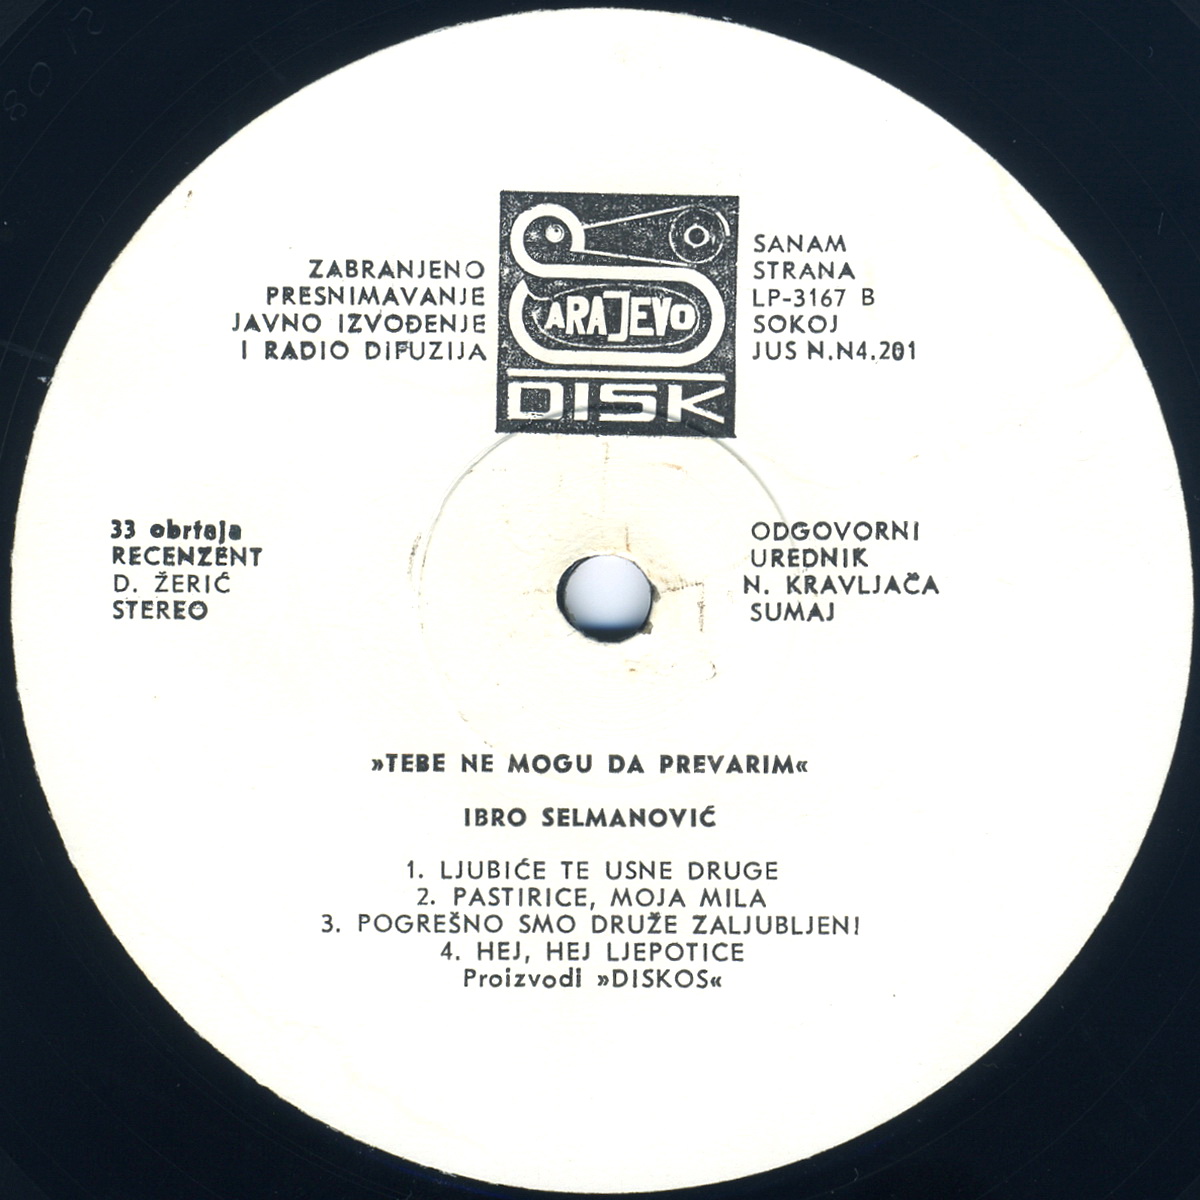 ZABRANJENO
PRESNIMAVANJE
JAVNO IZVOĐENJE
I RADIO DIFUZIJA
SARAJEVO
DISK
SANAM
STRANA
LP-3167 B
SOKOJ
JUS N.N4.201
33 obrtaja
RECENZENT
D. ŽERIĆ
STEREO
ODGOVORNI
UREDNIK
N. KRAVLJAČA
SUMAJ
»TEBE NE MOGU DA PREVARIM«
IBRO SELMANOVIĆ
1. LJUBIĆE TE USNE DRUGE
2. PASTIRICE, MOJA MILA
3. POGREŠNO SMO DRUŽE ZALJUBLJENI
4. HEJ, HEJ LJEPOTICE
Proizvodi »DISKOS«